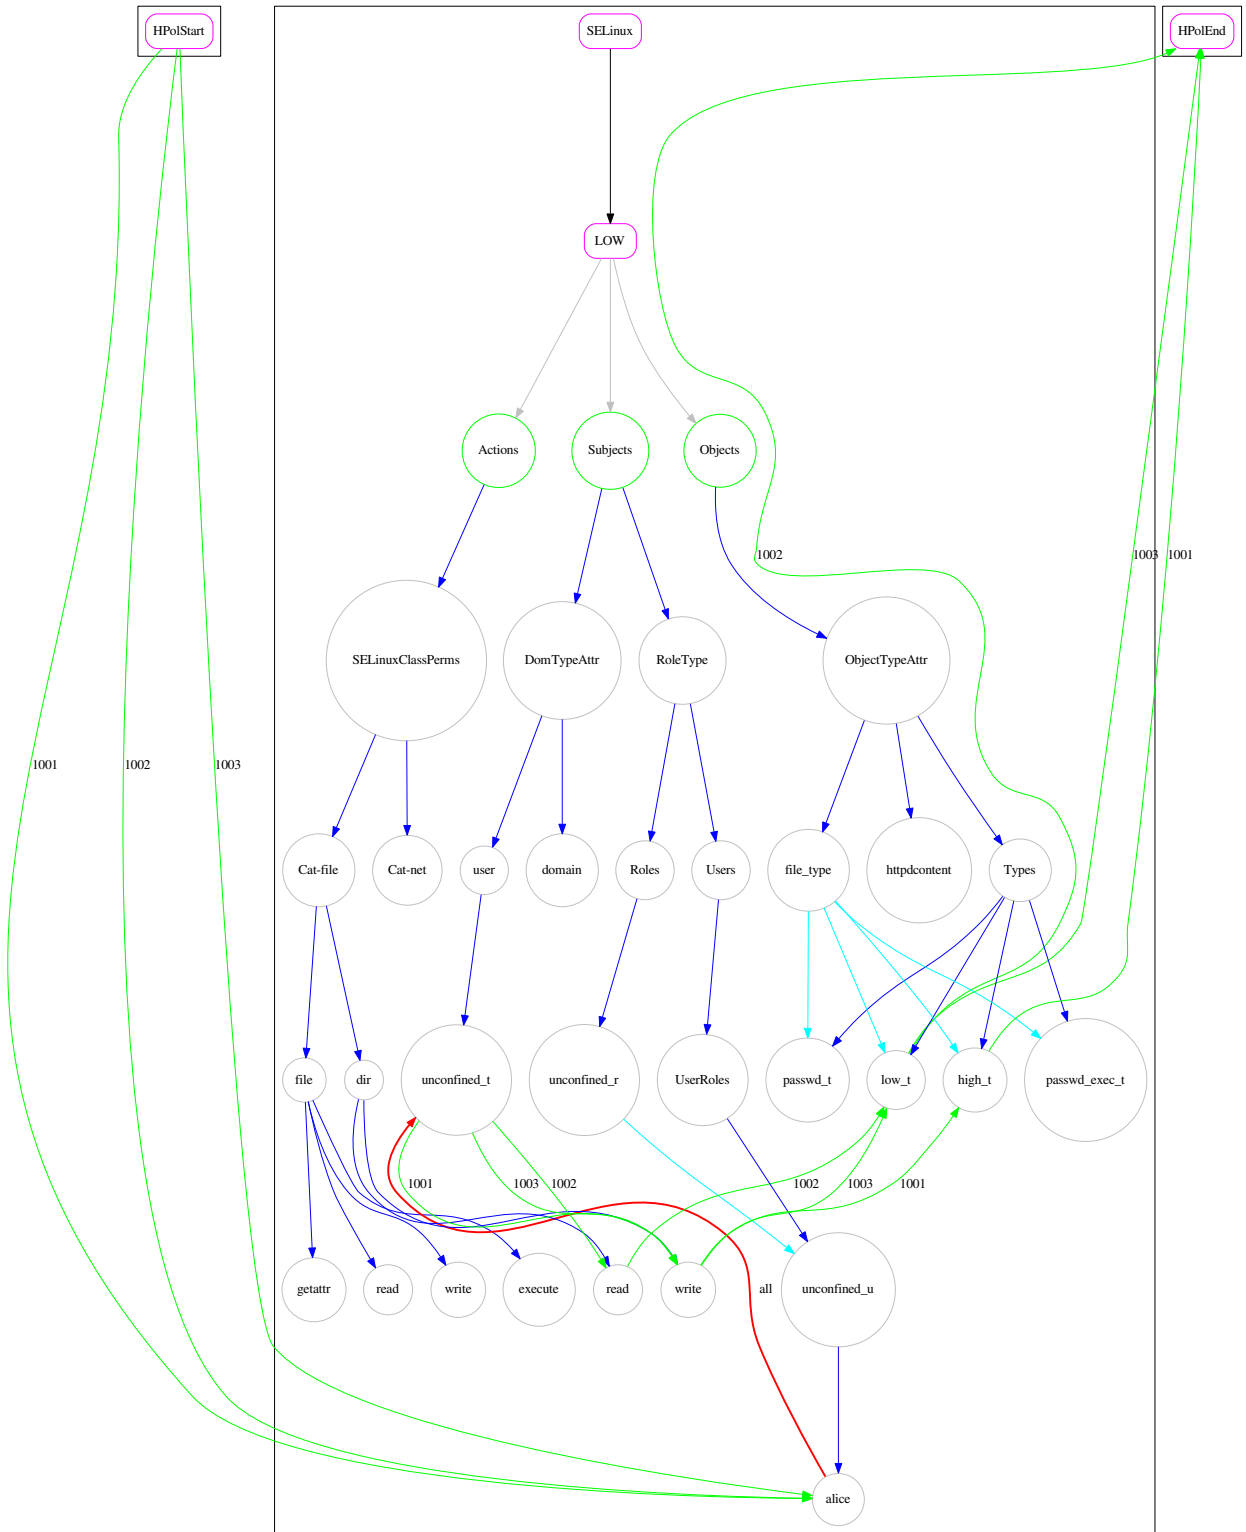 HPolStart
SELinux
HPolEnd
LOW
Actions
Subjects
Objects
1002
1003
1001
SELinuxClassPerms
DomTypeAttr
RoleType
ObjectTypeAttr
1001
1002
1003
Cat-file
Cat-net
user
domain
Roles
Users
file_type
httpdcontent
Types
file
dir
unconfined_t
unconfined_r
UserRoles
passwd_t
low_t
high_t
passwd_exec_t
1001
1003
1002
1002
1003
1001
getattr
read
write
execute
read
write
all
unconfined_u
alice